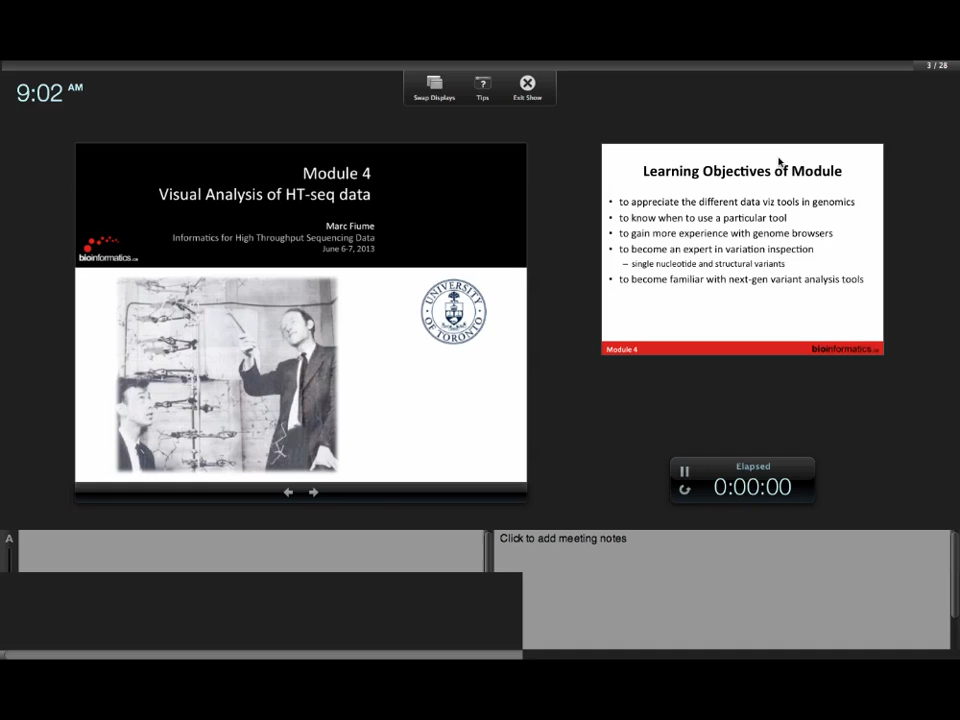 3 / 28
9:02 AM
Swap Displays
Tips
Exit Show
Module 4
Visual Analysis of HT-seq data
Marc Fiume
Informatics for High Throughput Sequencing Data
June 6-7, 2013
bioinformatics.ca
UNIVERSITY
OF TORONTO
Learning Objectives of Module
• to appreciate the different data viz tools in genomics
• to know when to use a particular tool
• to gain more experience with genome browsers
• to become an expert in variation inspection
– single nucleotide and structural variants
• to become familiar with next-gen variant analysis tools
Module 4
bioinformatics.ca
Elapsed
0:00:00
A
Click to add meeting notes